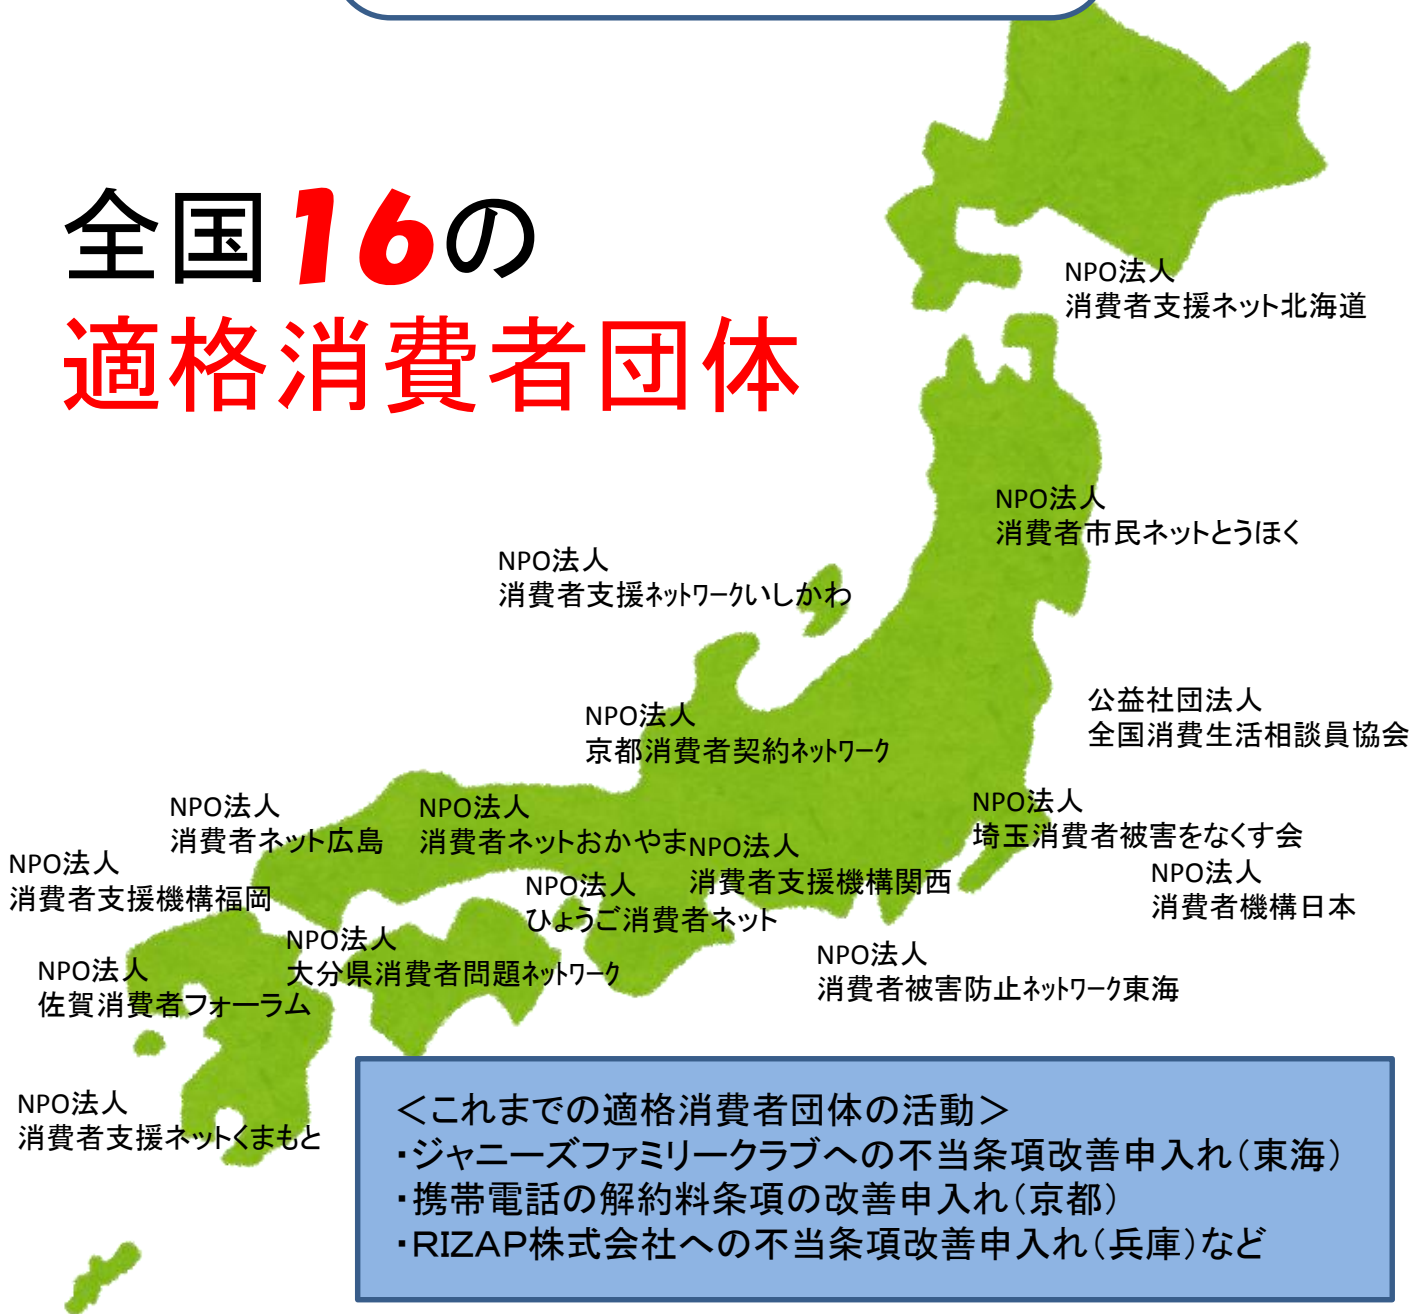 全国16の
適格消費者団体
NPO法人
消費者支援ネット北海道
NPO法人
消費者市民ネットとうほく
NPO法人
消費者支援ネットワークいしかわ
公益社団法人
全国消費生活相談員協会
NPO法人
京都消費者契約ネットワーク
NPO法人
消費者ネット広島
NPO法人
消費者ネットおかやま
NPO法人
埼玉消費者被害をなくす会
NPO法人
消費者支援機構関西
NPO法人
消費者支援機構福岡
NPO法人
ひょうご消費者ネット
NPO法人
消費者機構日本
NPO法人
大分県消費者問題ネットワーク
NPO法人
消費者被害防止ネットワーク東海
NPO法人
佐賀消費者フォーラム
NPO法人
消費者支援ネットくまもと
＜これまでの適格消費者団体の活動＞
・ジャニーズファミリークラブへの不当条項改善申入れ（東海）
・携帯電話の解約料条項の改善申入れ（京都）
・RIZAP株式会社への不当条項改善申入れ（兵庫）など